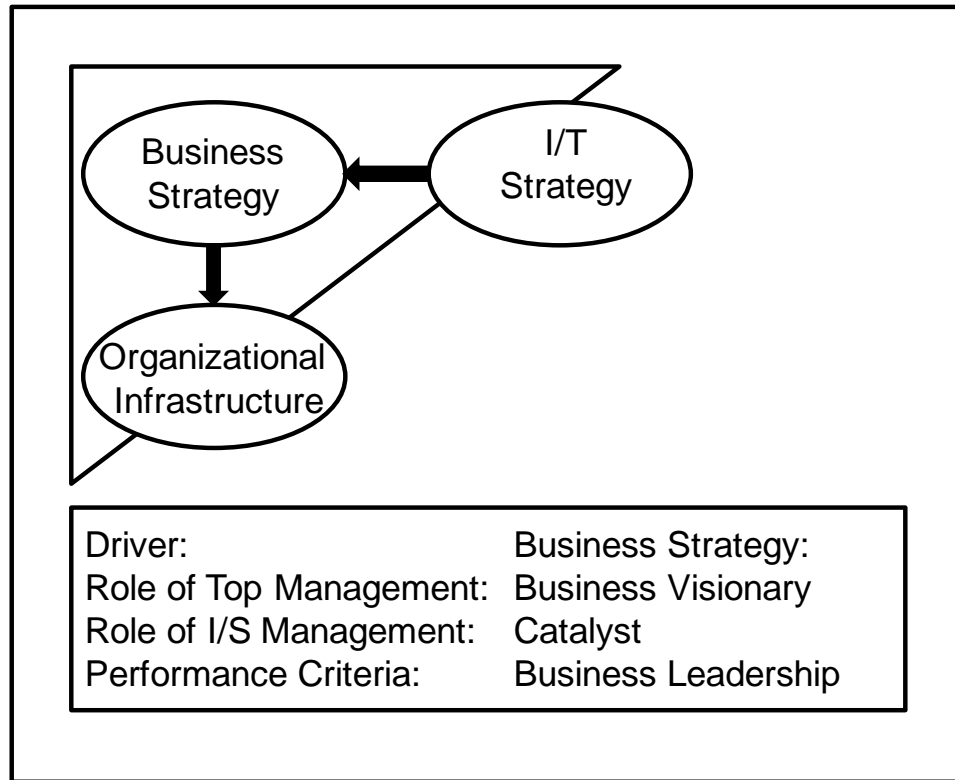 Business
Strategy
I/T
Strategy
Organizational
Infrastructure
Driver: Business Strategy:
Role of Top Management: Business Visionary
Role of I/S Management: Catalyst
Performance Criteria: Business Leadership